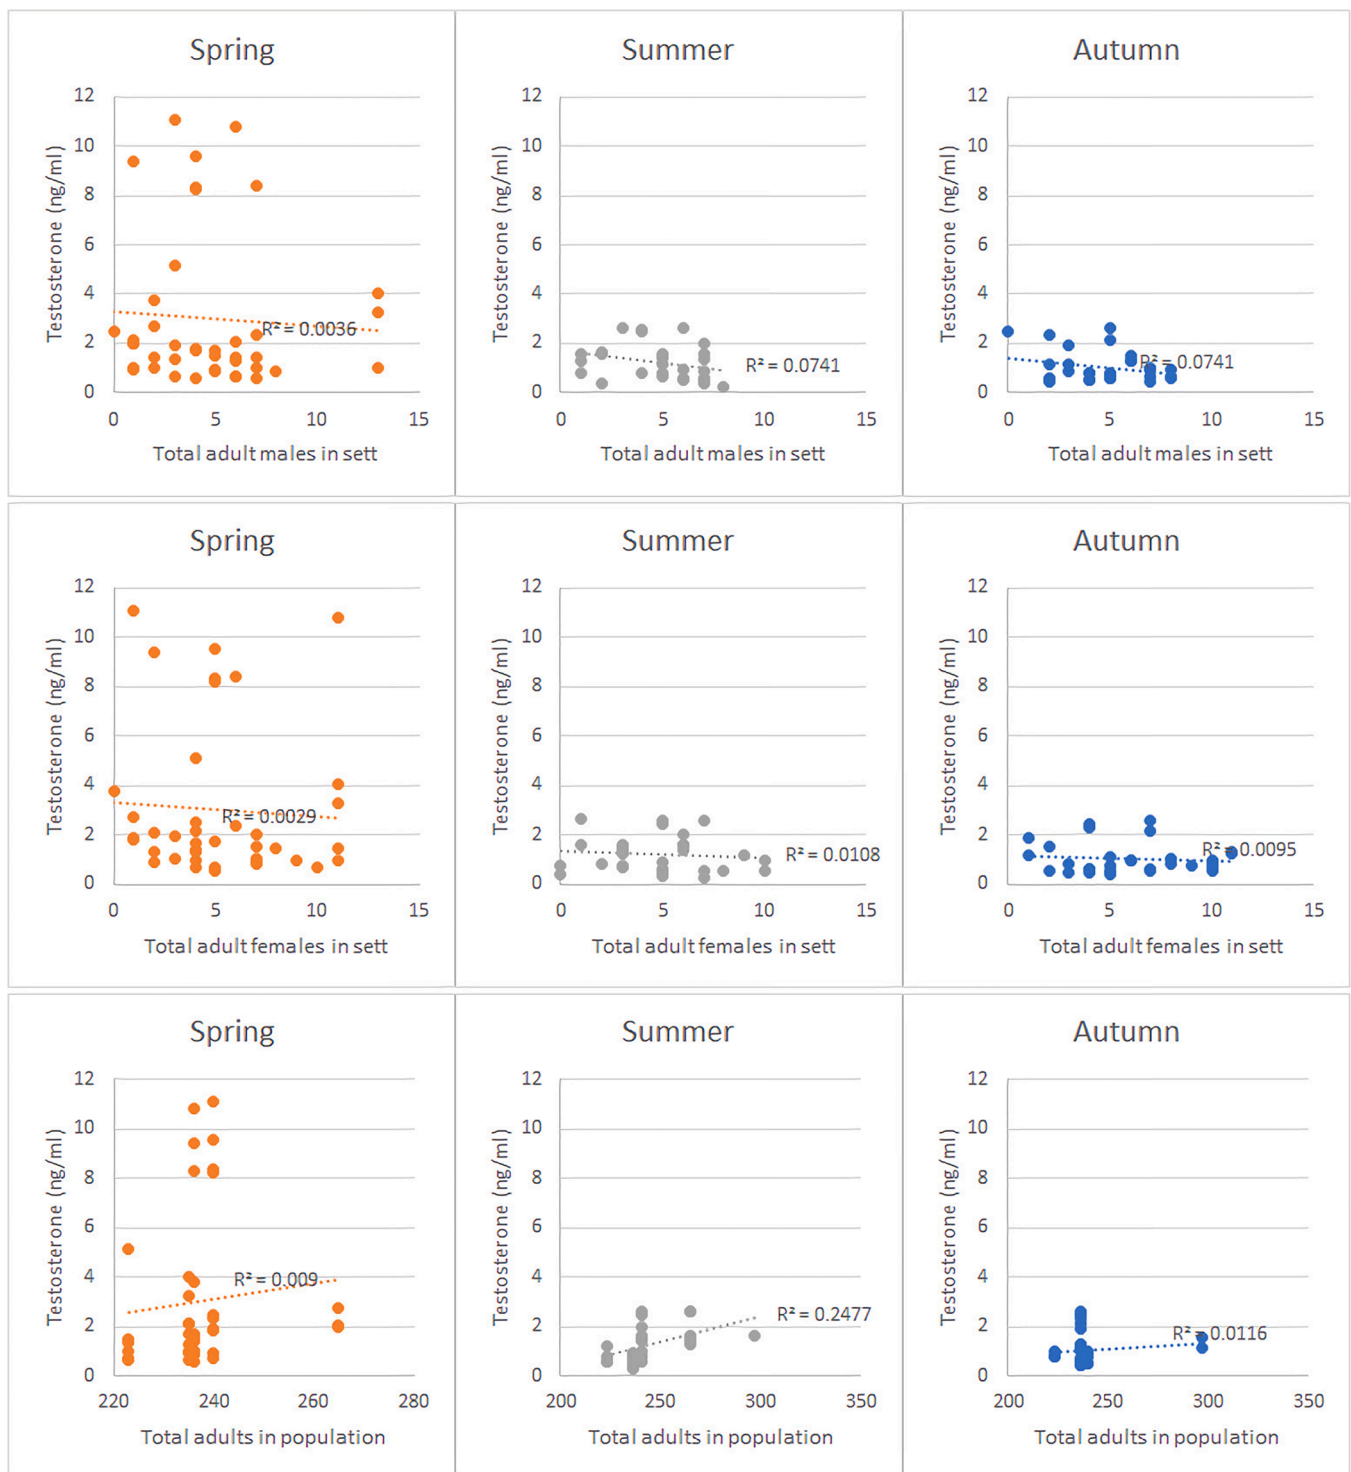 Spring
12
10
8
6
4
2
0
0 5 10 15
Testosterone (ng/ml)
R² = 0.0036
Total adult males in sett
Summer
12
10
8
6
4
2
0
0 5 10 15
Testosterone (ng/ml)
R² = 0.0741
Total adult males in sett
Autumn
12
10
8
6
4
2
0
0 5 10 15
Testosterone (ng/ml)
R² = 0.0741
Total adult males in sett
Spring
12
10
8
6
4
2
0
0 5 10 15
Testosterone (ng/ml)
R² = 0.0029
Total adult females in sett
Summer
12
10
8
6
4
2
0
0 5 10 15
Testosterone (ng/ml)
R² = 0.0108
Total adult females in sett
Autumn
12
10
8
6
4
2
0
0 5 10 15
Testosterone (ng/ml)
R² = 0.0095
Total adult females in sett
Spring
12
10
8
6
4
2
0
220 240 260 280
Testosterone (ng/ml)
R² = 0.009
Total adults in population
Summer
12
10
8
6
4
2
0
200 250 300 350
Testosterone (ng/ml)
R² = 0.2477
Total adults in population
Autumn
12
10
8
6
4
2
0
200 250 300 350
Testosterone (ng/ml)
R² = 0.0116
Total adults in population